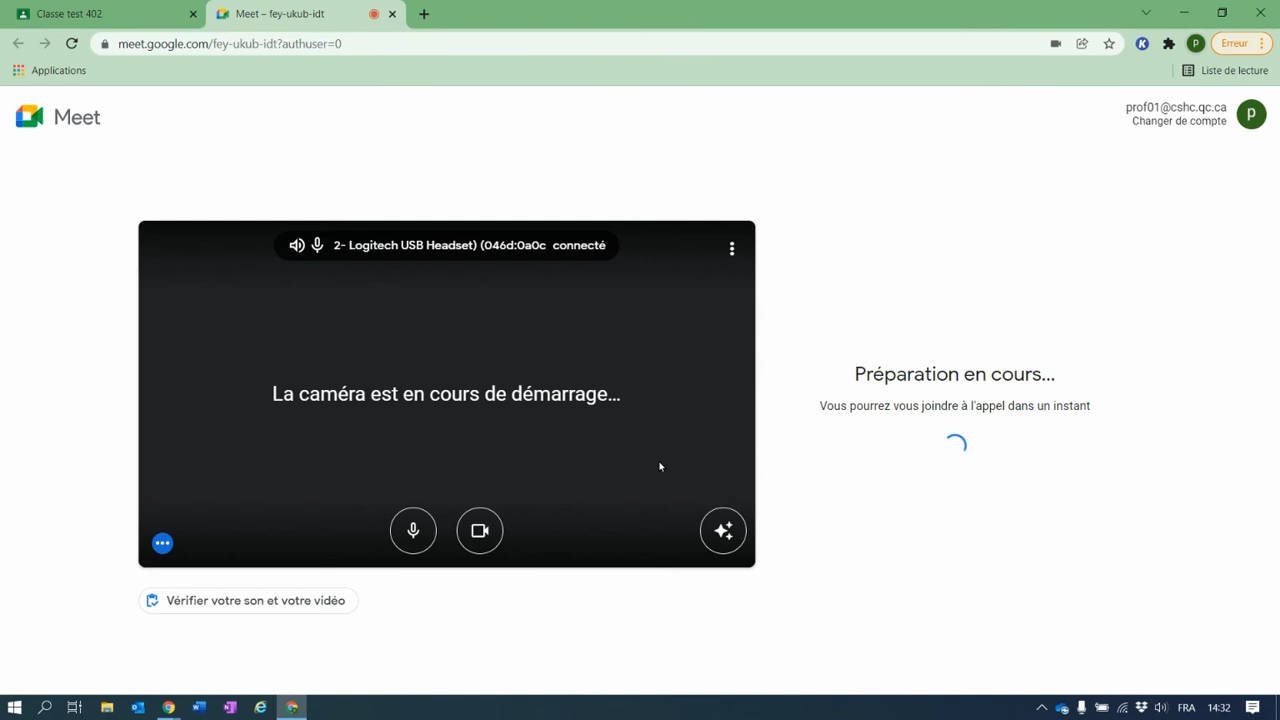 Classe test 402
Meet – fey-ukub-idt
meet.google.com/fey-ukub-idt?authuser=0
P
Erreur
Applications
Liste de lecture
Meet
prof01@cshc.qc.ca
Changer de compte
p
2- Logitech USB Headset) (046d:0a0c connecté
La caméra est en cours de démarrage...
Préparation en cours...
Vous pourrez vous joindre à l'appel dans un instant
Vérifier votre son et votre vidéo
FRA
14:32